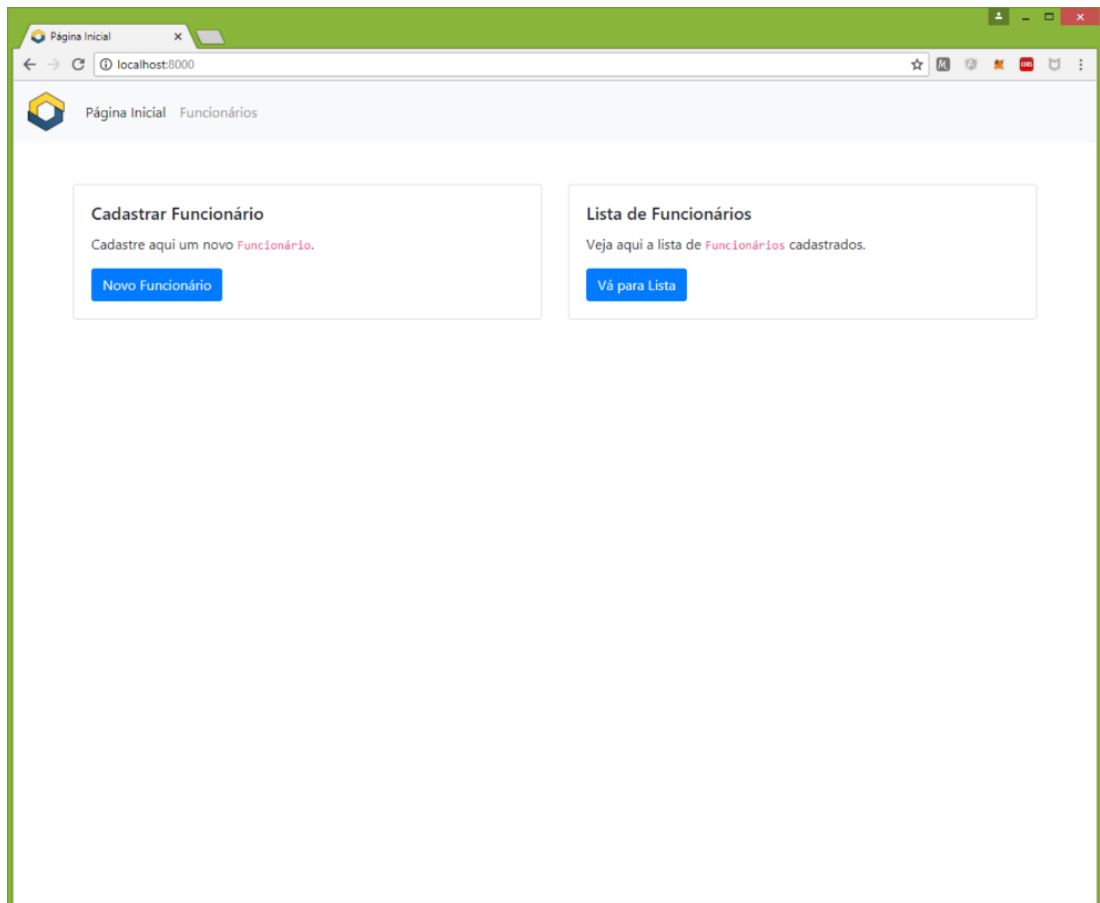 Página Inicial
localhost:8000
Página Inicial Funcionários
Cadastrar Funcionário
Cadastre aqui um novo Funcionário.
Novo Funcionário
Lista de Funcionários
Veja aqui a lista de Funcionários cadastrados.
Vá para Lista